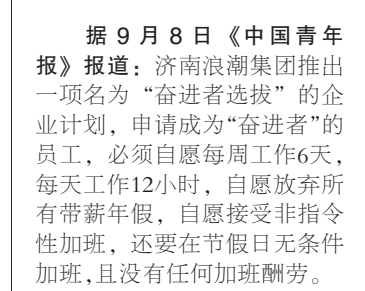 据9月8日《中国青年
报》报道：济南浪潮集团推出
一项名为“奋进者选拔”的企
业计划，申请成为“奋进者”的
员工，必须自愿每周工作6天，
每天工作12小时，自愿放弃所
有带薪年假，自愿接受非指令
性加班，还要在节假日无条件
加班,且没有任何加班酬劳。